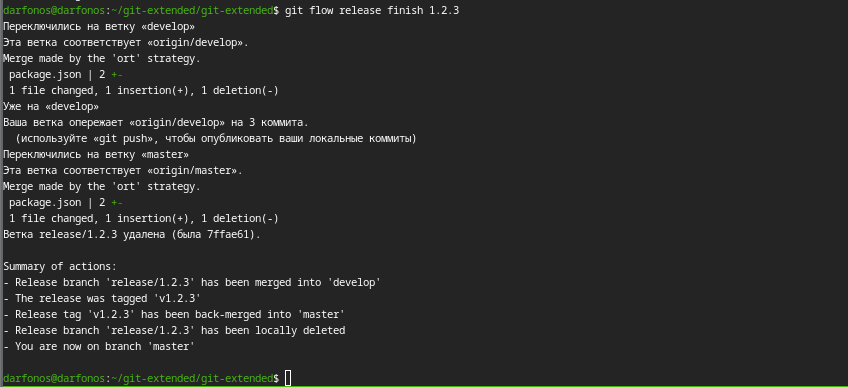 darfonos@darfonos:~/git-extended/git-extended$ git flow release finish 1.2.3
Переключились на ветку «develop»
Эта ветка соответствует «origin/develop».
Merge made by the 'ort' strategy.
 package.json | 2 +-
 1 file changed, 1 insertion(+), 1 deletion(-)
Уже на «develop»
Ваша ветка опережает «origin/develop» на 3 коммита.
  (используйте «git push», чтобы опубликовать ваши локальные коммиты)
Переключились на ветку «master»
Эта ветка соответствует «origin/master».
Merge made by the 'ort' strategy.
 package.json | 2 +-
 1 file changed, 1 insertion(+), 1 deletion(-)
Ветка release/1.2.3 удалена (была 7ffae61).

Summary of actions:
- Release branch 'release/1.2.3' has been merged into 'develop'
- The release was tagged 'v1.2.3'
- Release tag 'v1.2.3' has been back-merged into 'master'
- Release branch 'release/1.2.3' has been locally deleted
- You are now on branch 'master'

darfonos@darfonos:~/git-extended/git-extended$